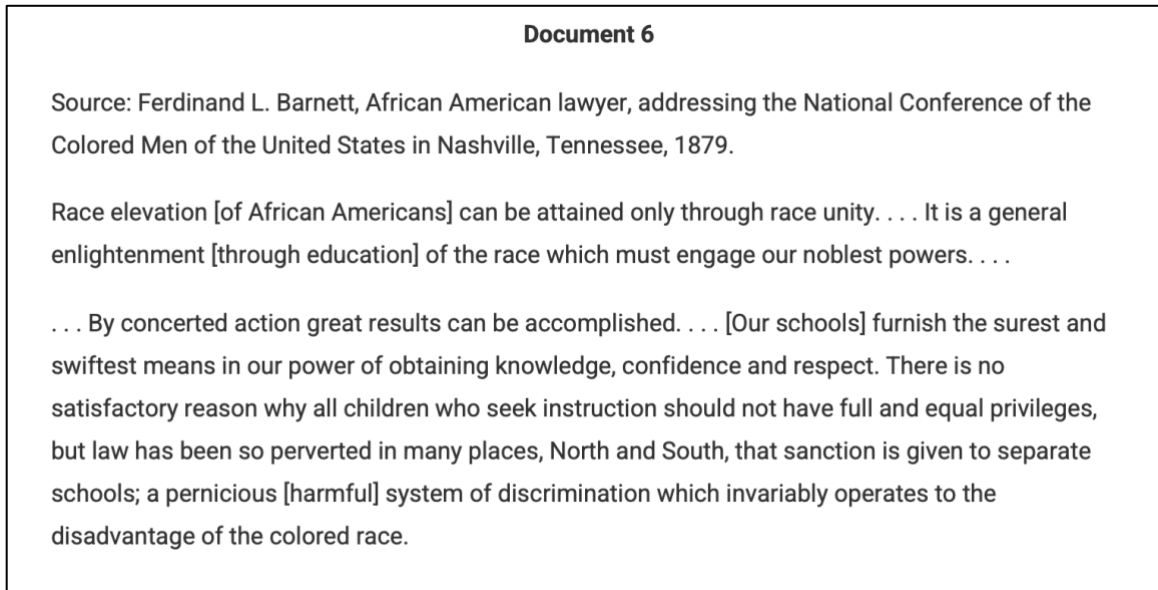 Document 6
Source: Ferdinand L. Barnett, African American lawyer, addressing the National Conference of the
Colored Men of the United States in Nashville, Tennessee, 1879.
Race elevation [of African Americans] can be attained only through race unity. . . . It is a general
enlightenment [through education] of the race which must engage our noblest powers. . . .
. . . By concerted action great results can be accomplished. . . . [Our schools] furnish the surest and
swiftest means in our power of obtaining knowledge, confidence and respect. There is no
satisfactory reason why all children who seek instruction should not have full and equal privileges,
but law has been so perverted in many places, North and South, that sanction is given to separate
schools; a pernicious [harmful] system of discrimination which invariably operates to the
disadvantage of the colored race.